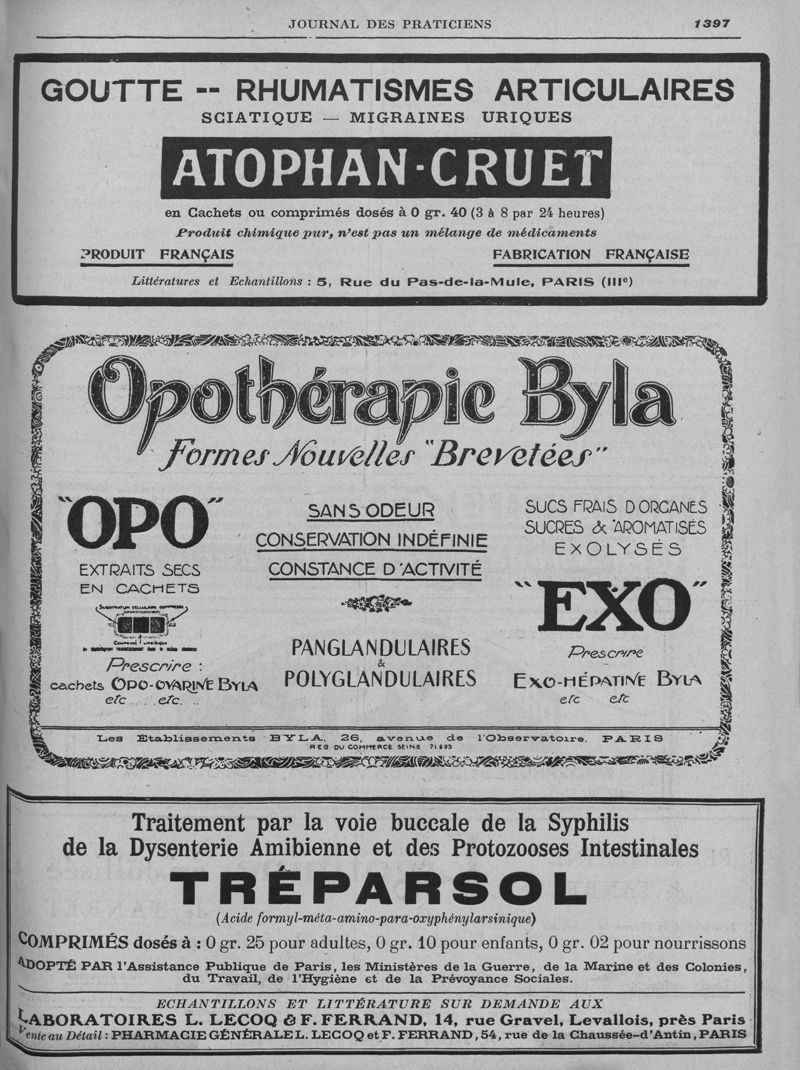 JOURNAL DES PRATICIENS 1397
GOUTTE -- RHUMATISMES ARTICULAIRES
SCIATIQUE — MIGRAINES URIQUES
ATOPHAN-CRUET
en Cachets ou comprimés dosés à 0 gr. 40 (3 à 8 par 24 heures)
Produit chimique pur, n'est pas un mélange de médicaments
PRODUIT FRANÇAIS FABRICATION FRANÇAISE
Littératures et Echantillons : 5, Rue du Pas-de-la-Mule, PARIS (IIIe)
Opothérapie Byla
Formes Nouvelles "Brevetées"
"OPO"
EXTRAITS SECS
EN CACHETS
SUBSTRATUM CELLULAIRE COMPRESSE
Prescrire :
cachets OPO-OVARINE BYLA
etc .... etc. ..
SANS ODEUR
CONSERVATION INDÉFINIE
CONSTANCE D'ACTIVITÉ
PANGLANDULAIRES
&
POLYGLANDULAIRES
SUCS FRAIS D'ORGANES
SUCRES & AROMATISÉS
EXOLYSÉS
"EXO"
Prescrire
EXO-HÉPATINE BYLA
etc etc
Les Établissements BYLA, 26, avenue de l'Observatoire, PARIS
REG DU COMMERCE SEINE 71.895
Traitement par la voie buccale de la Syphilis
de la Dysenterie Amibienne et des Protozooses Intestinales
TRÉPARSOL
(Acide formyl-méta-amino-para-oxyphénylarsinique)
COMPRIMÉS dosés à : 0 gr. 25 pour adultes, 0 gr. 10 pour enfants, 0 gr. 02 pour nourrissons
ADOPTÉ PAR l'Assistance Publique de Paris, les Ministères de la Guerre, de la Marine et des Colonies,
du Travail, de l'Hygiène et de la Prévoyance Sociales.
ECHANTILLONS ET LITTÉRATURE SUR DEMANDE AUX
LABORATOIRES L. LECOQ & F. FERRAND, 14, rue Gravel, Levallois, près Paris
Vente au Détail : PHARMACIE GÉNÉRALE L. LECOQ et F. FERRAND, 54, rue de la Chaussée-d'Antin, PARIS